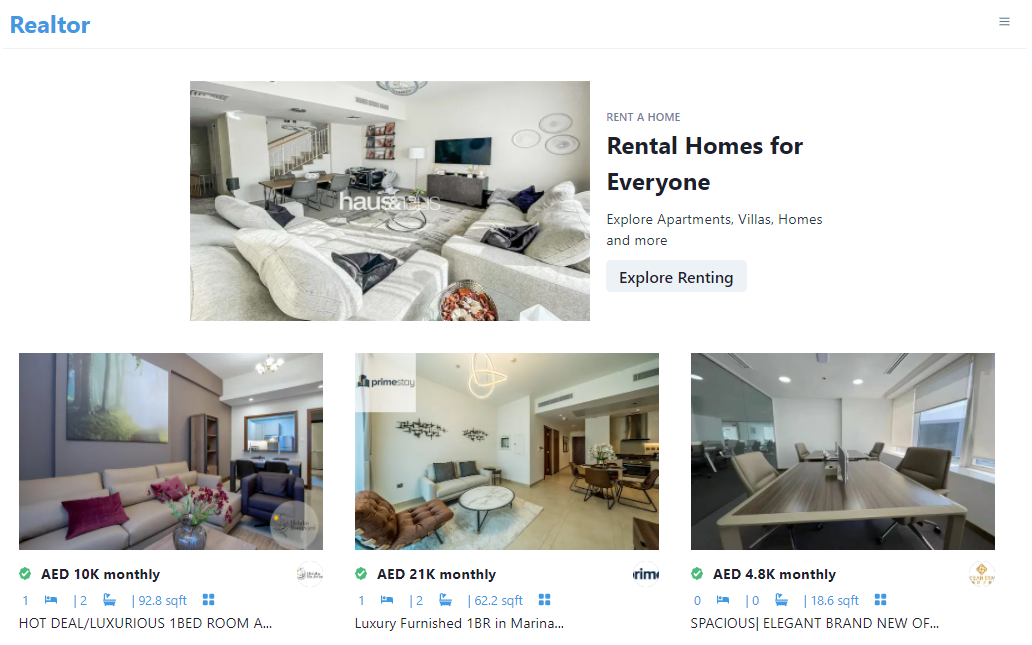 Realtor
haus&haus
RENT A HOME
Rental Homes for
Everyone
Explore Apartments, Villas, Homes
and more
Explore Renting
primestay
AED 10K monthly
1 | 2 | 92.8 sqft
HOT DEAL/LUXURIOUS 1BED ROOM A...
AED 21K monthly
prime
1 | 2 | 62.2 sqft
Luxury Furnished 1BR in Marina...
AED 4.8K monthly
0 | 0 | 18.6 sqft
SPACIOUS| ELEGANT BRAND NEW OF...